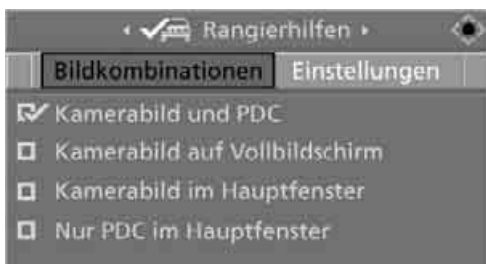 Rangierhilfen
Bildkombinationen Einstellungen
Kamerabild und PDC
Kamerabild auf Vollbildschirm
Kamerabild im Hauptfenster
Nur PDC im Hauptfenster